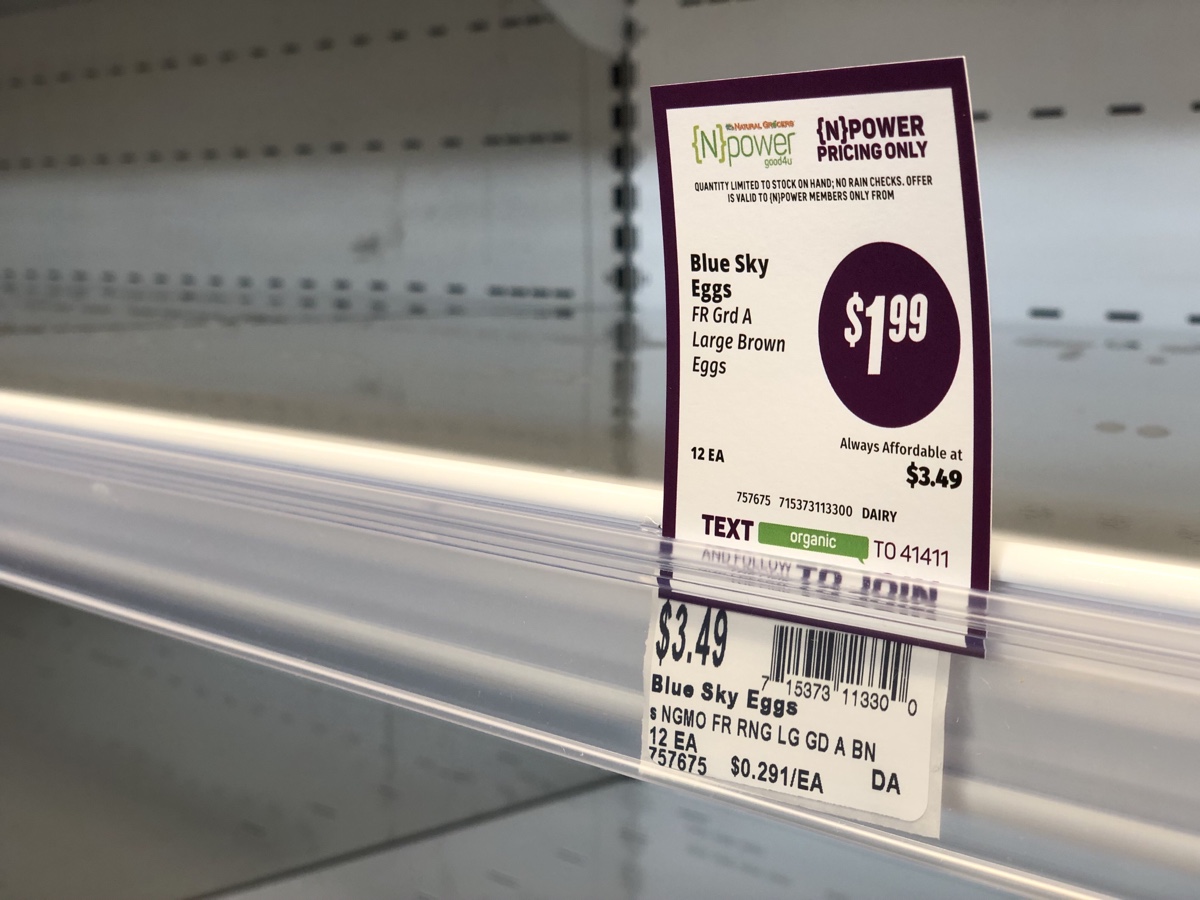 NATURAL GROCERS
{N}power
good4u
{N}POWER
PRICING ONLY
QUANTITY LIMITED TO STOCK ON HAND; NO RAIN CHECKS. OFFER
IS VALID TO {N}POWER MEMBERS ONLY FROM
Blue Sky
Eggs
FR Grd A
Large Brown
Eggs
$1.99
12 EA
Always Affordable at
$3.49
757675 715373113300 DAIRY
TEXT organic TO 41411
AND FOLLOW
TO JOIN
$3.49
7 15373 11330 0
Blue Sky Eggs
s NGMO FR RNG LG GD A BN
12 EA
757675 $0.291/EA DA